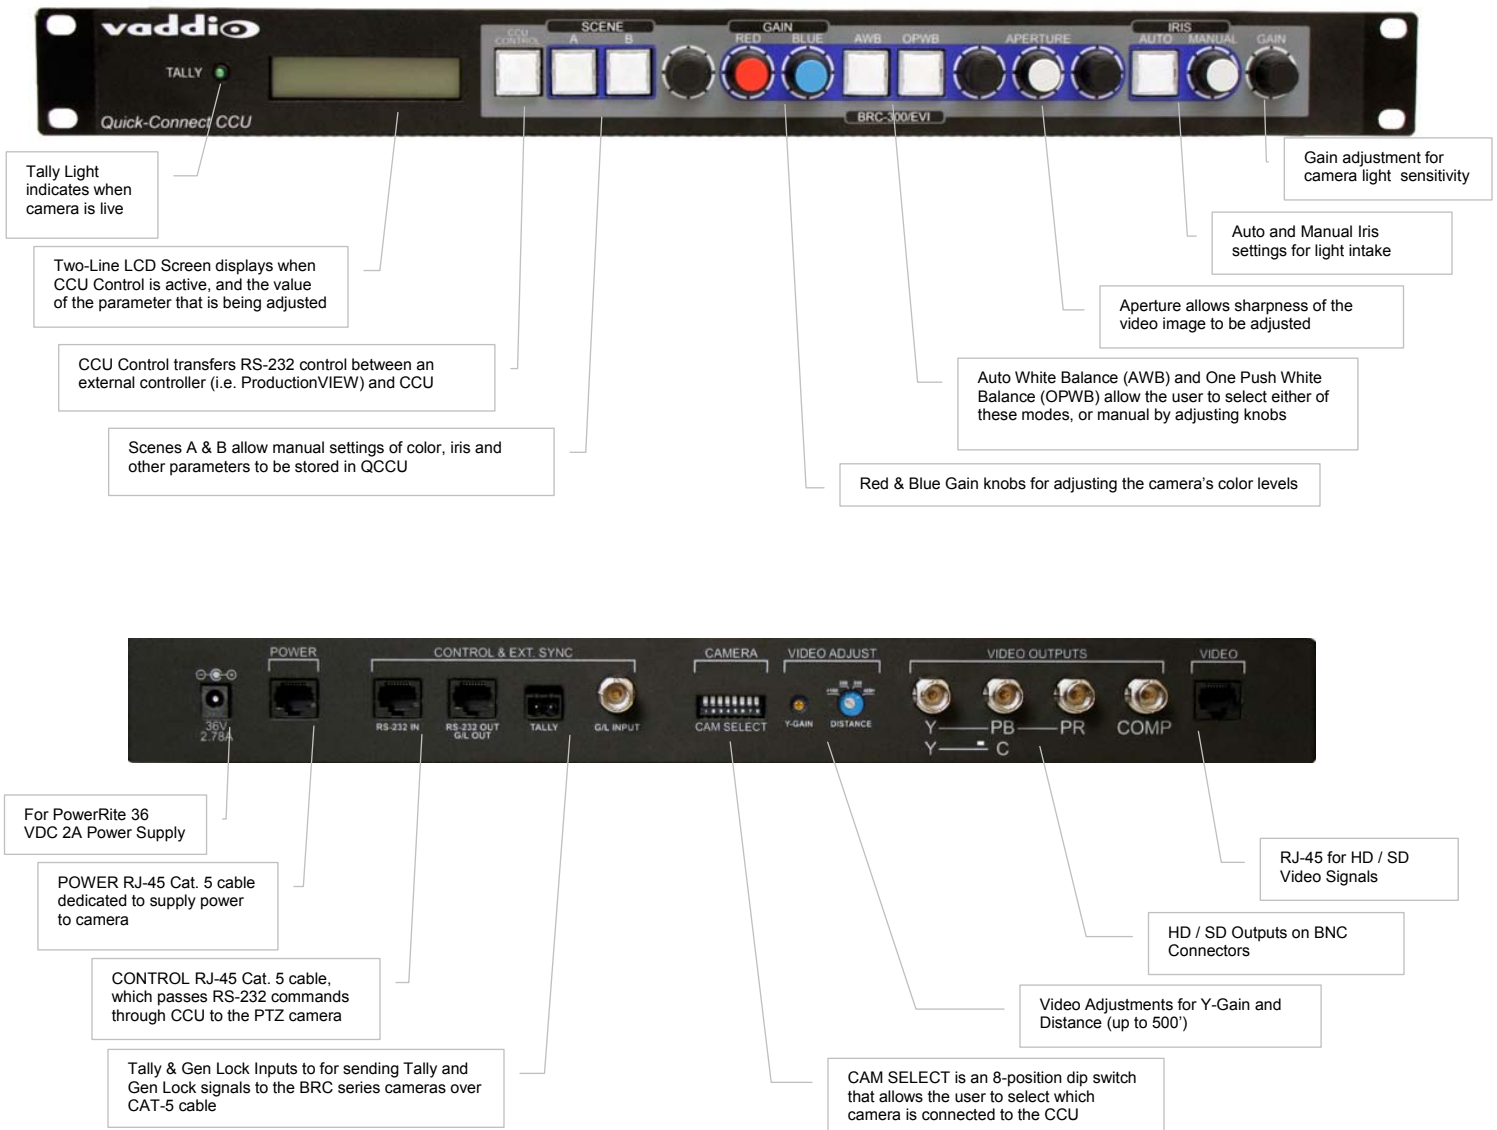 vaddio
TALLY
Quick-Connect CCU
CCU
CONTROL
SCENE
A B
GAIN
RED BLUE
AWB OPWB
APERTURE
IRIS
AUTO MANUAL
GAIN
BRC-300/EVI
Tally Light
indicates when
camera is live
Two-Line LCD Screen displays when
CCU Control is active, and the value
of the parameter that is being adjusted
CCU Control transfers RS-232 control between an
external controller (i.e. ProductionVIEW) and CCU
Scenes A & B allow manual settings of color, iris and
other parameters to be stored in QCCU
Gain adjustment for
camera light sensitivity
Auto and Manual Iris
settings for light intake
Aperture allows sharpness of the
video image to be adjusted
Auto White Balance (AWB) and One Push White
Balance (OPWB) allow the user to select either of
these modes, or manual by adjusting knobs
Red & Blue Gain knobs for adjusting the camera's color levels
36V
2.78A
POWER
CONTROL & EXT. SYNC
RS-232 IN
RS-232 OUT
G/L OUT
TALLY
G/L INPUT
CAMERA
CAM SELECT
VIDEO ADJUST
Y-GAIN
DISTANCE
VIDEO OUTPUTS
Y PB PR COMP
Y C
VIDEO
For PowerRite 36
VDC 2A Power Supply
POWER RJ-45 Cat. 5 cable
dedicated to supply power
to camera
CONTROL RJ-45 Cat. 5 cable,
which passes RS-232 commands
through CCU to the PTZ camera
Tally & Gen Lock Inputs to for sending Tally and
Gen Lock signals to the BRC series cameras over
CAT-5 cable
RJ-45 for HD / SD
Video Signals
HD / SD Outputs on BNC
Connectors
Video Adjustments for Y-Gain and
Distance (up to 500')
CAM SELECT is an 8-position dip switch
that allows the user to select which
camera is connected to the CCU